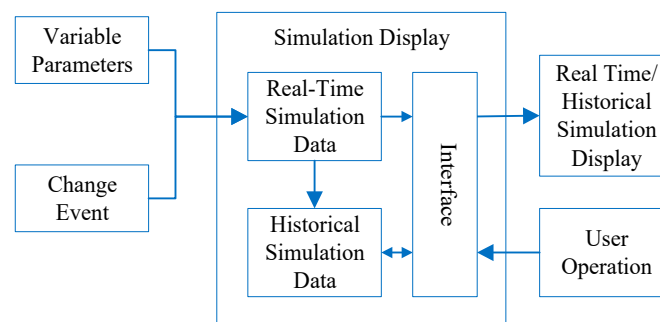 Variable
Parameters
Change
Event
Simulation Display
Real-Time
Simulation
Data
Historical
Simulation
Data
Interface
Real Time/
Historical
Simulation
Display
User
Operation